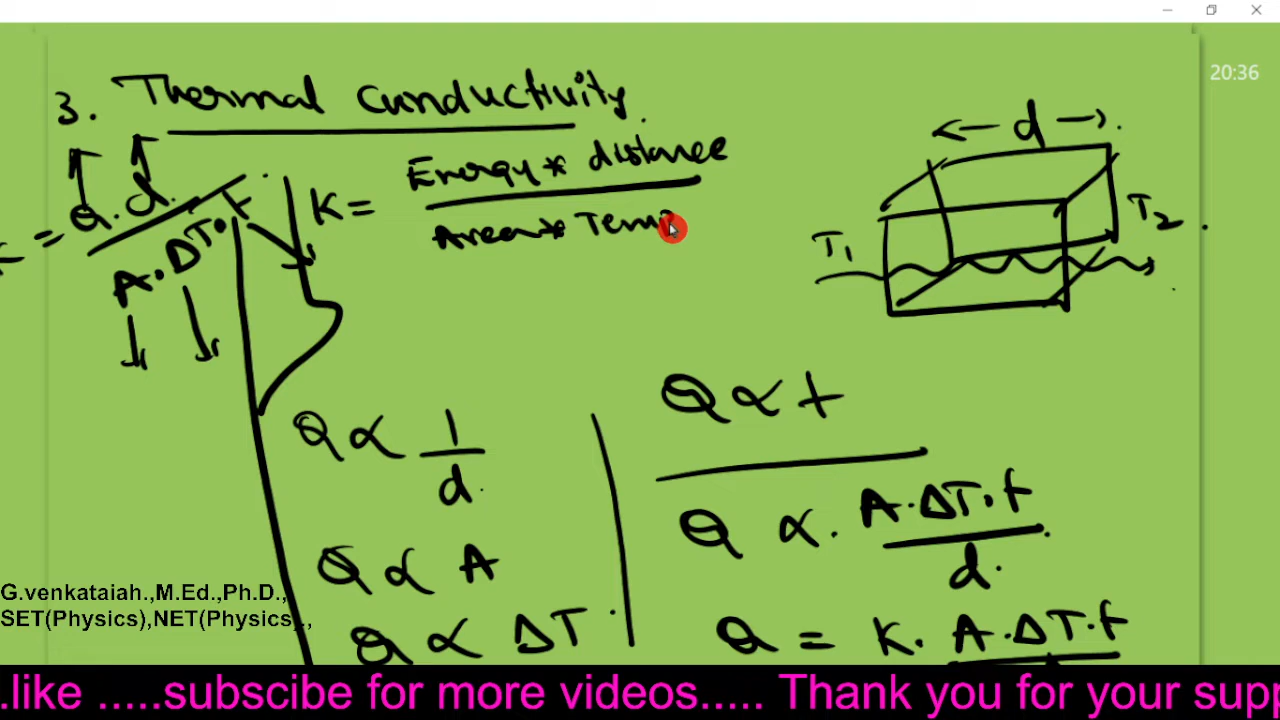 20:36
3. Thermal Conductivity.
K = Q.d. / A.ΔT.t
K = Energy * distance / Area * Temp
d
T1
T2
Q ∝ 1/d
Q ∝ A
Q ∝ ΔT
Q ∝ t
Q ∝ A.ΔT.t / d
Q = K. A.ΔT.t
G.venkataiah.,M.Ed.,Ph.D.,
SET(Physics),NET(Physics).,
.like .....subscibe for more videos..... Thank you for your supp